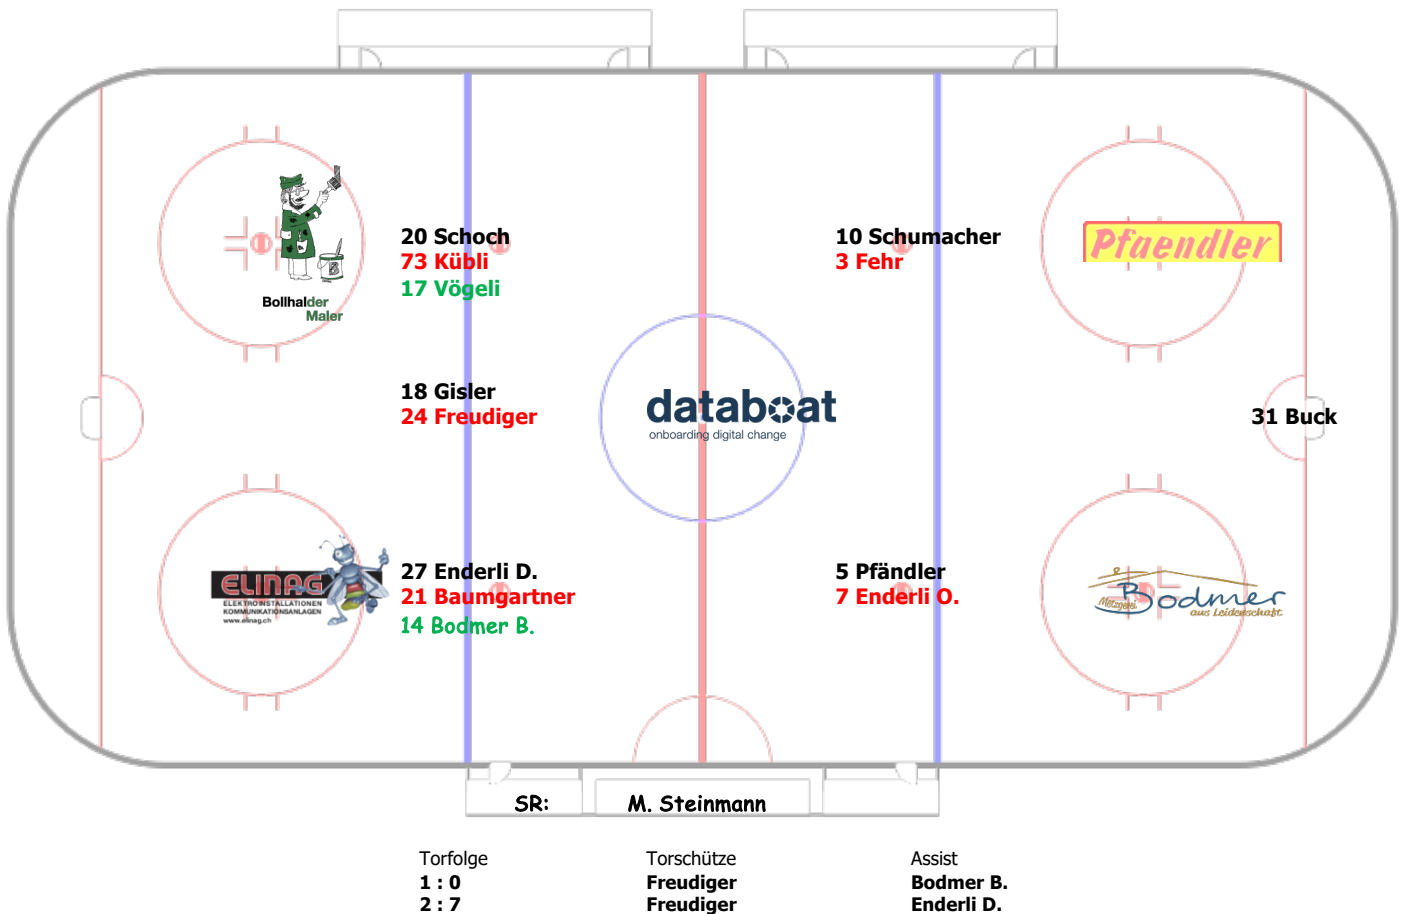 20 Schoch
73 Kübli
17 Vögeli
10 Schumacher
3 Fehr
Pfaendler
Bollhalder
Maler
18 Gisler
24 Freudiger
databoat
onboarding digital change
31 Buck
ELINAG
ELEKTROINSTALLATIONEN
KOMMUNIKATIONSANLAGEN
www.elinag.ch
27 Enderli D.
21 Baumgartner
14 Bodmer B.
5 Pfändler
7 Enderli O.
Metzgerei
Bodmer
aus Leidenschaft
SR: M. Steinmann
Torfolge Torschütze Assist
1 : 0 Freudiger Bodmer B.
2 : 7 Freudiger Enderli D.